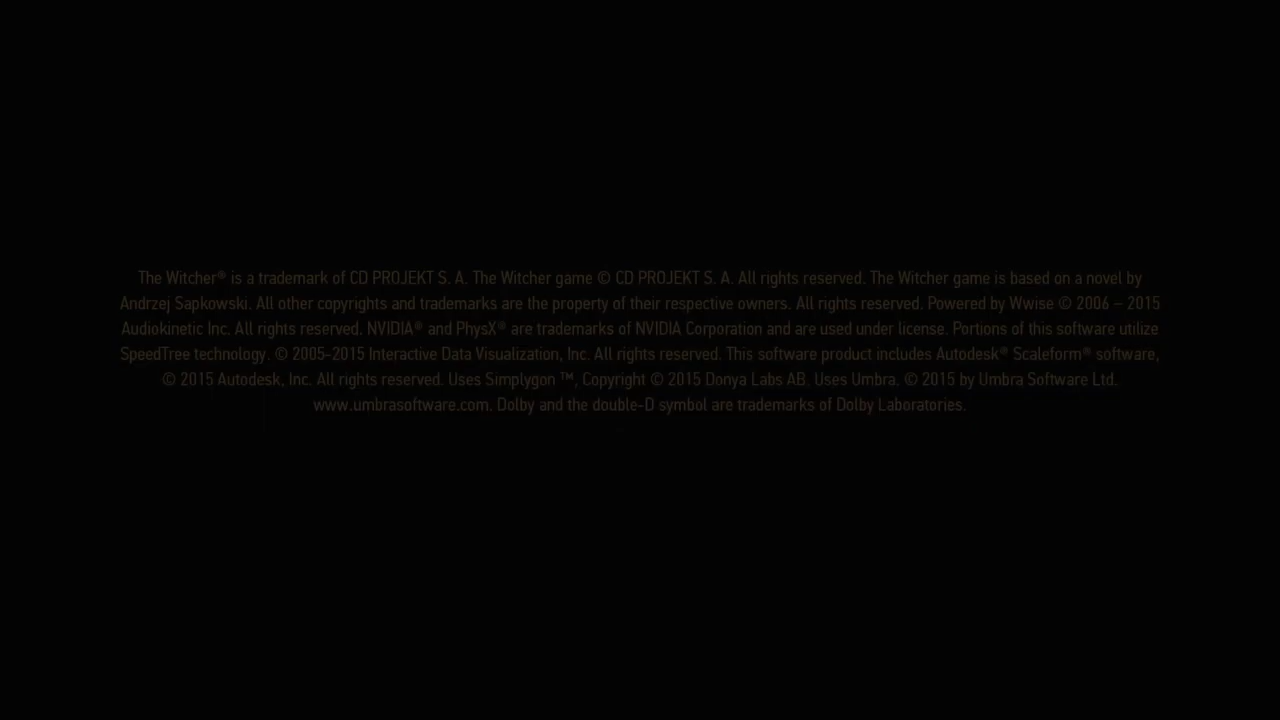 The Witcher® is a trademark of CD PROJEKT S. A. The Witcher game © CD PROJEKT S. A. All rights reserved. The Witcher game is based on a novel by
Andrzej Sapkowski. All other copyrights and trademarks are the property of their respective owners. All rights reserved. Powered by Wwise © 2006 – 2015
Audiokinetic Inc. All rights reserved. NVIDIA® and PhysX® are trademarks of NVIDIA Corporation and are used under license. Portions of this software utilize
SpeedTree technology. © 2005-2015 Interactive Data Visualization, Inc. All rights reserved. This software product includes Autodesk® Scaleform® software,
© 2015 Autodesk, Inc. All rights reserved. Uses Simplygon ™, Copyright © 2015 Donya Labs AB. Uses Umbra. © 2015 by Umbra Software Ltd.
www.umbrasoftware.com. Dolby and the double-D symbol are trademarks of Dolby Laboratories.